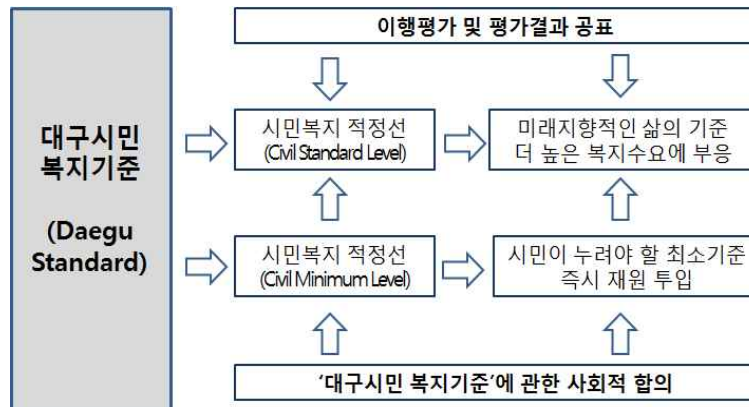 이행평가 및 평가결과 공표
대구시민
복지기준
(Daegu
Standard)
시민복지 적정선
(Civil Standard Level)
미래지향적인 삶의 기준
더 높은 복지수요에 부응
시민복지 적정선
(Civil Minimum Level)
시민이 누려야 할 최소기준
즉시 재원 투입
‘대구시민 복지기준’에 관한 사회적 합의